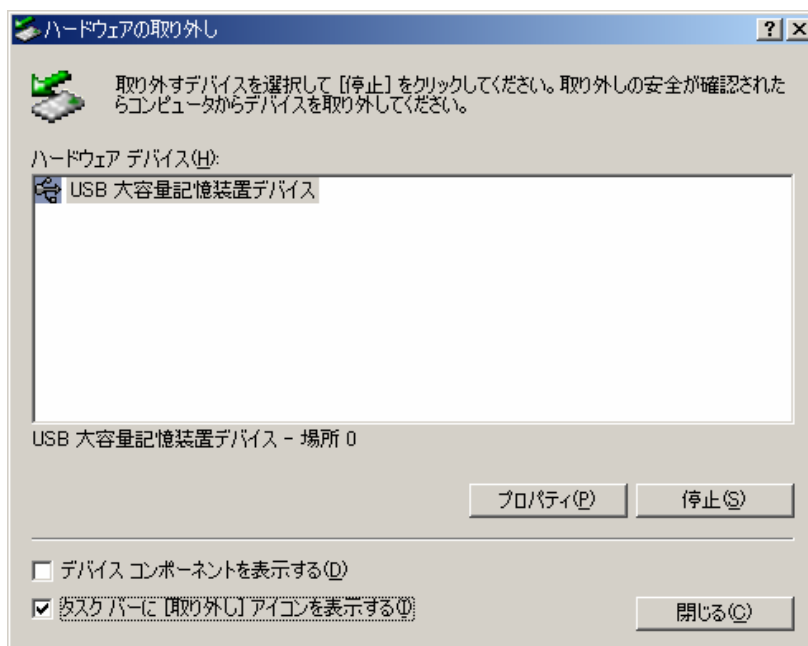 ハードウェアの取り外し
取り外すデバイスを選択して [停止] をクリックしてください。取り外しの安全が確認された
らコンピュータからデバイスを取り外してください。
ハードウェア デバイス(H):
USB 大容量記憶装置デバイス
USB 大容量記憶装置デバイス - 場所 0
プロパティ(P) 停止(S)
デバイス コンポーネントを表示する(D)
タスク バーに [取り外し] アイコンを表示する(T)
閉じる(C)